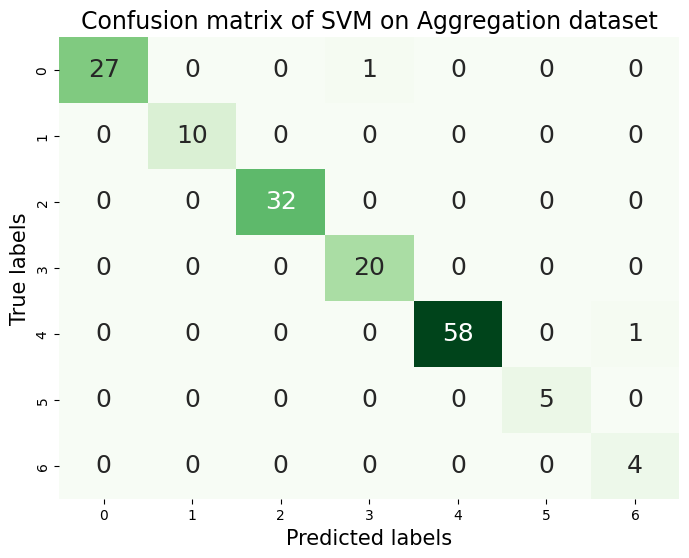 Confusion matrix of SVM on Aggregation dataset
True labels
0 27 0 0 1 0 0 0
1 0 10 0 0 0 0 0
2 0 0 32 0 0 0 0
3 0 0 0 20 0 0 0
4 0 0 0 0 58 0 1
5 0 0 0 0 0 5 0
6 0 0 0 0 0 0 4
0 1 2 3 4 5 6
Predicted labels